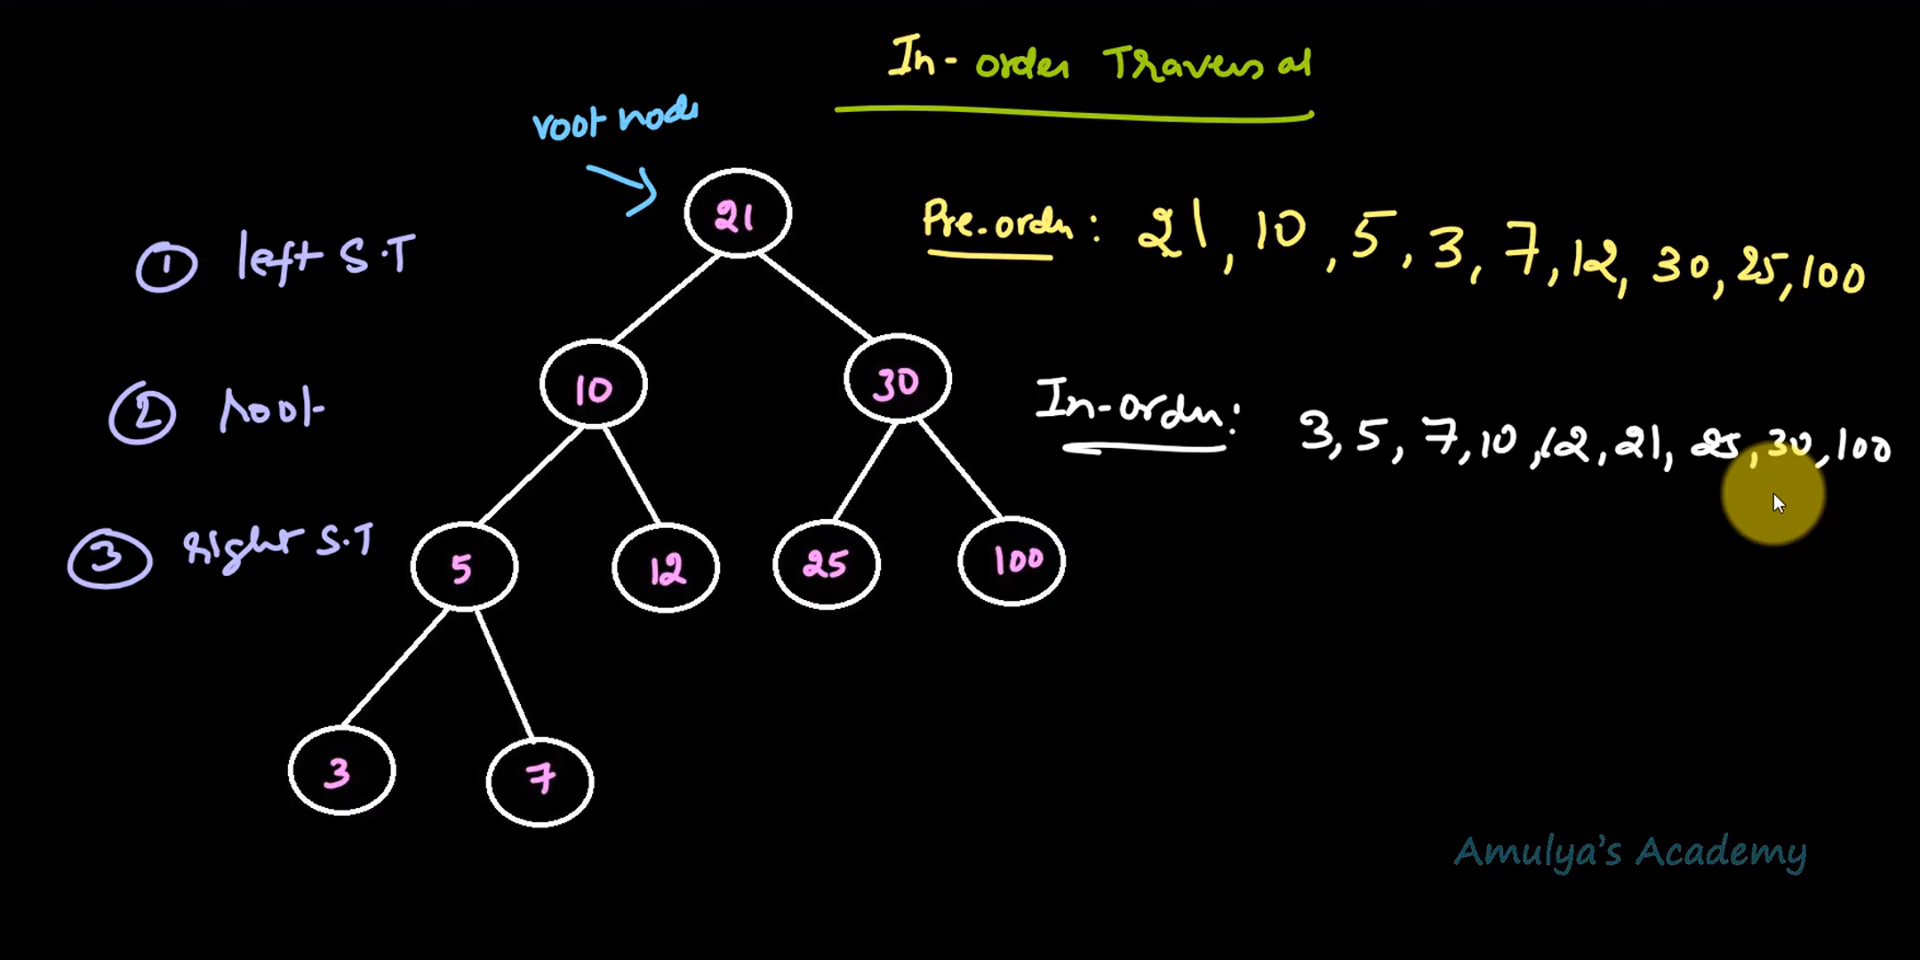 In-order Traversal
root node
21
Pre-order: 21, 10, 5, 3, 7, 12, 30, 25, 100
① left S.T
10
30
② root
In-order: 3, 5, 7, 10, 12, 21, 25, 30, 100
③ right S.T
5
12
25
100
3
7
Amulya's Academy